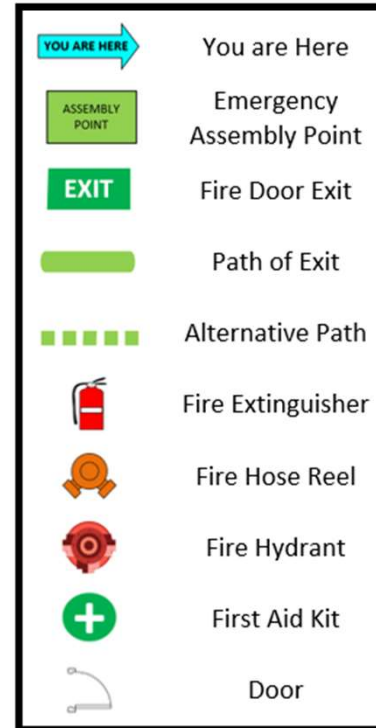 YOU ARE HERE
You are Here
ASSEMBLY
POINT
Emergency
Assembly Point
EXIT
Fire Door Exit
Path of Exit
Alternative Path
Fire Extinguisher
Fire Hose Reel
Fire Hydrant
First Aid Kit
Door